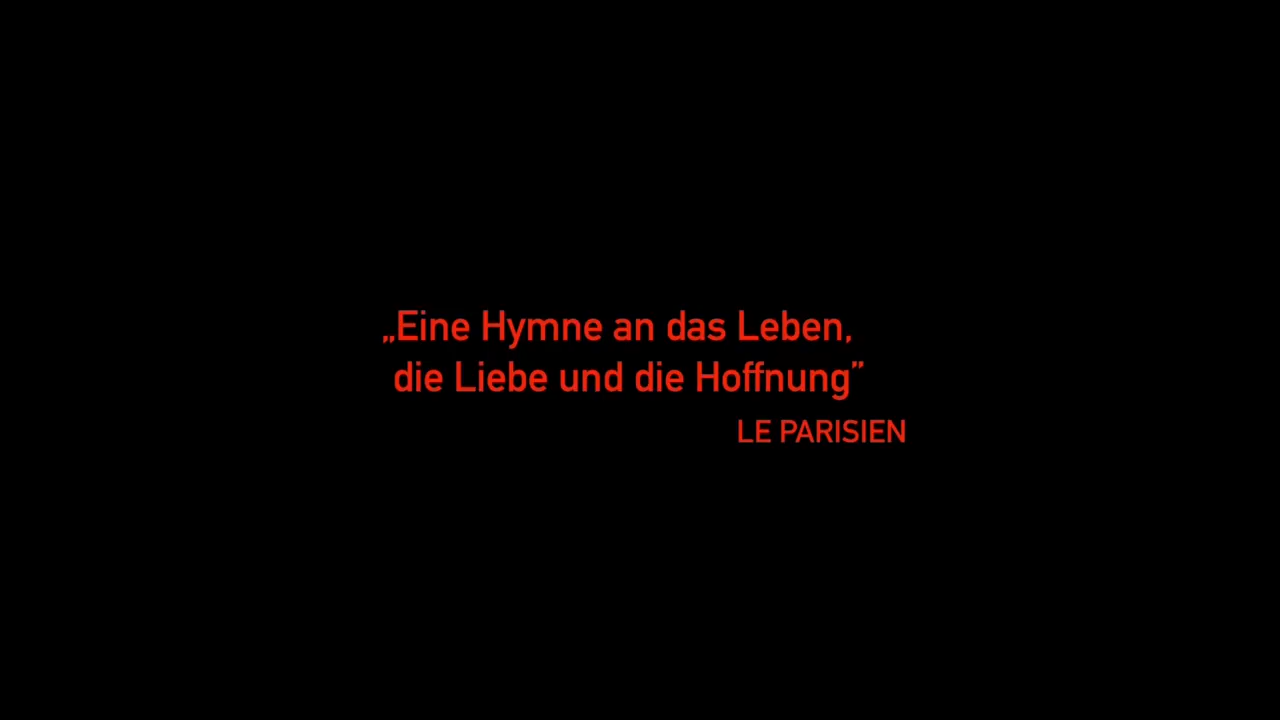 „Eine Hymne an das Leben,
die Liebe und die Hoffnung”
LE PARISIEN